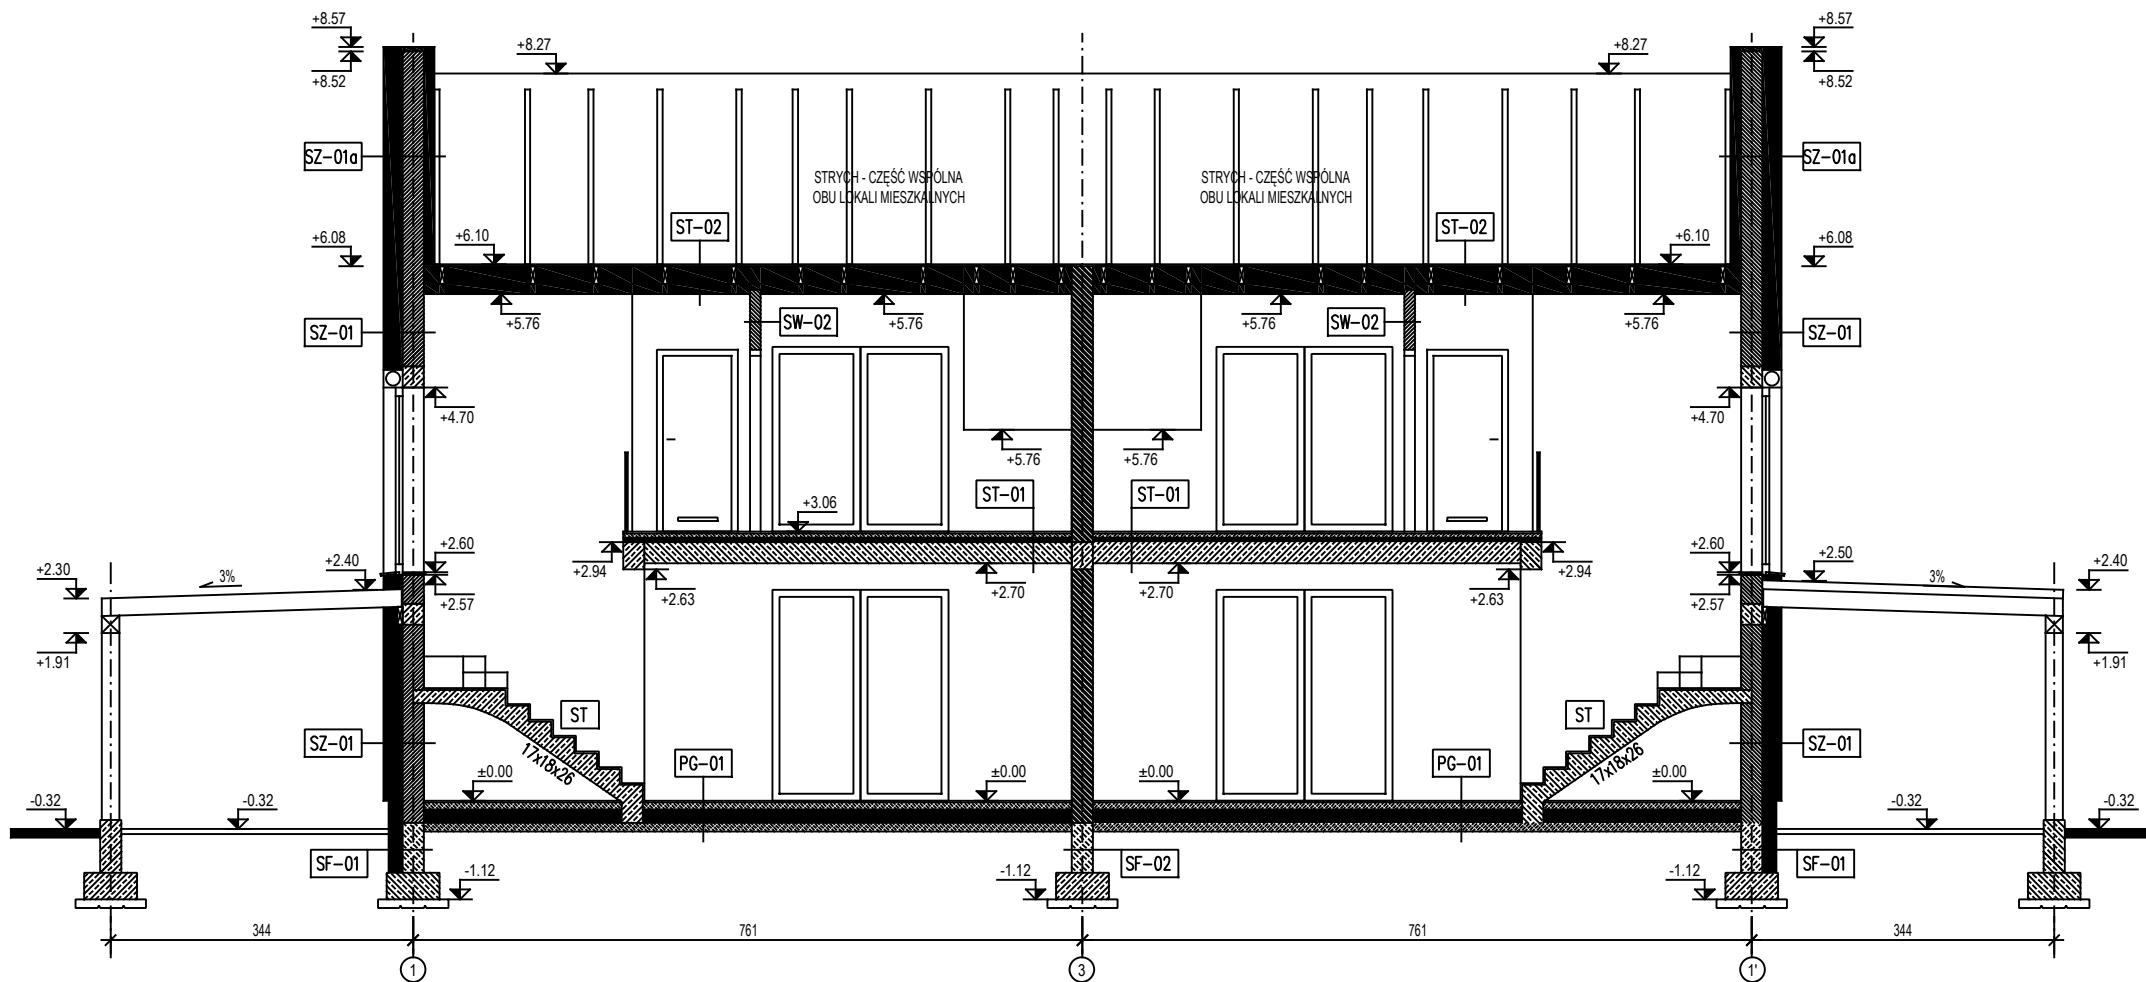 +8.57
+8.57
+8.27
+8.27
+8.52
+8.52
SZ-01a
SZ-01a
STRYCH - CZĘŚĆ WSPÓLNA
OBU LOKALI MIESZKALNYCH
STRYCH - CZĘŚĆ WSPÓLNA
OBU LOKALI MIESZKALNYCH
ST-02
ST-02
+6.08
+6.10
+6.10
+6.08
+5.76
+5.76
+5.76
+5.76
SZ-01
SW-02
SW-02
SZ-01
+4.70
+4.70
+5.76
+5.76
ST-01
ST-01
+3.06
+2.60
+2.60
+2.40
+2.94
+2.94
+2.50
+2.30
3%
3%
+2.40
+2.57
+2.63
+2.70
+2.70
+2.63
+2.57
+1.91
+1.91
ST
ST
SZ-01
17x18x26
17x18x26
SZ-01
PG-01
PG-01
±0.00
±0.00
±0.00
±0.00
-0.32
-0.32
-0.32
-0.32
SF-01
SF-02
SF-01
-1.12
-1.12
-1.12
344
761
761
344
1
3
1'